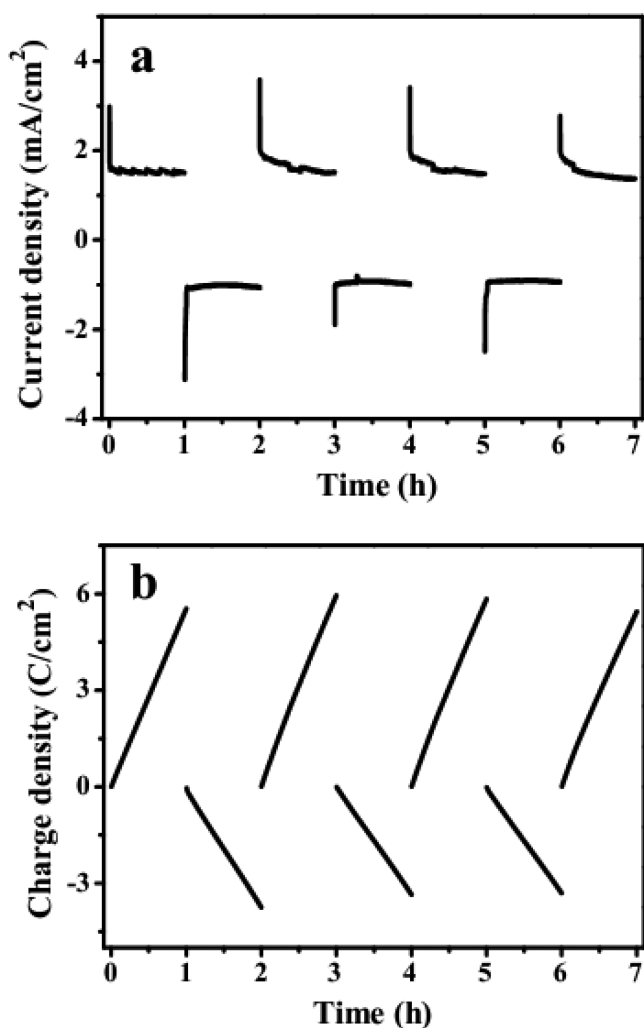 a
Current density (mA/cm²)
4
2
0
-2
-4
0 1 2 3 4 5 6 7
Time (h)
b
Charge density (C/cm²)
6
3
0
-3
0 1 2 3 4 5 6 7
Time (h)